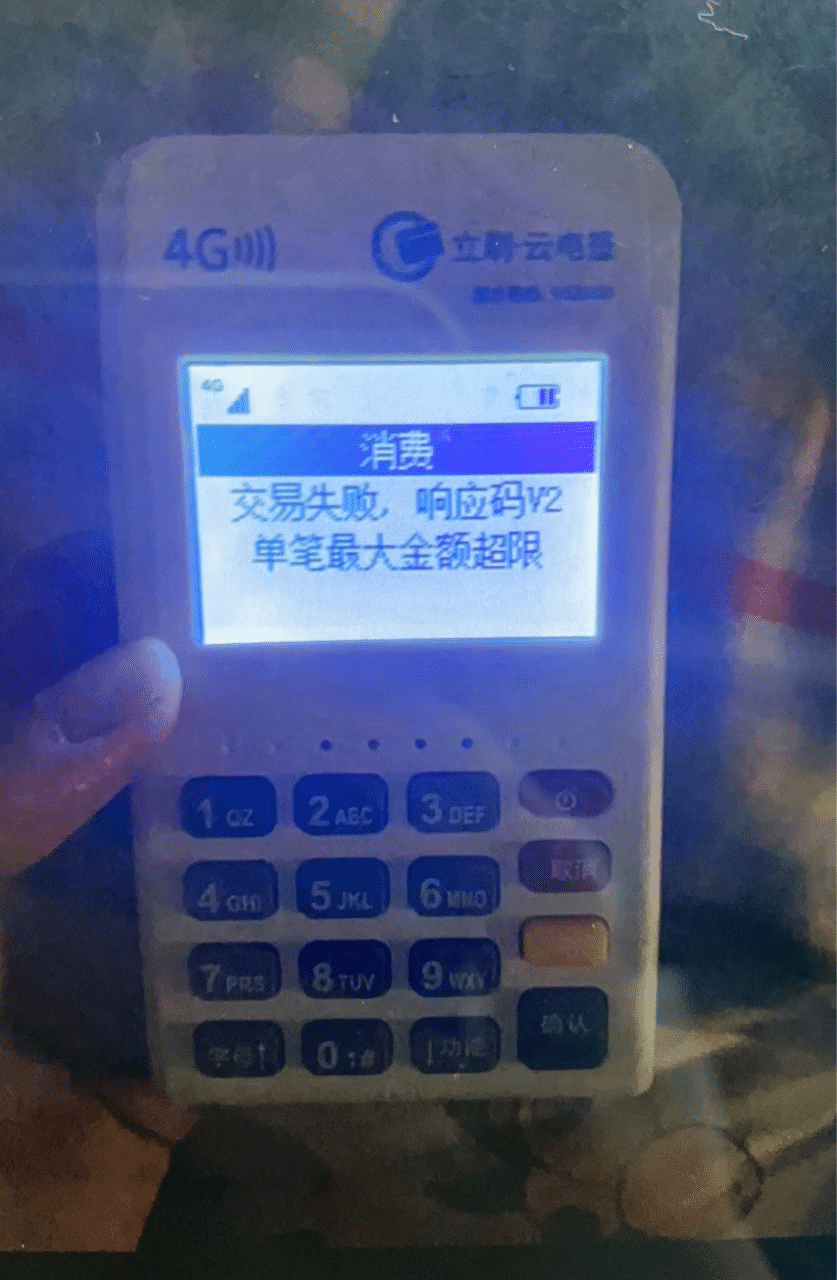 4G
立刷·云电签
4G
消费
交易失败，响应码V2
单笔最大金额超限
1 QZ 2 ABC 3 DEF
取消
4 GHI 5 JKL 6 MNO
7 PRS 8 TUV 9 WXY
确认
字母↑ 0 :# 功能